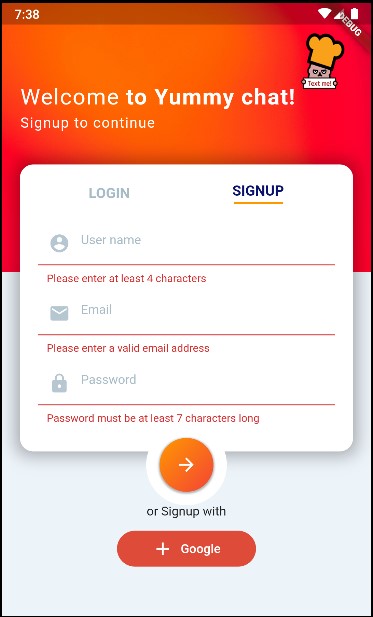 7:38
DEBUG
Text me!
Welcome to Yummy chat!
Signup to continue
LOGIN
SIGNUP
User name
Please enter at least 4 characters
Email
Please enter a valid email address
Password
Password must be at least 7 characters long
or Signup with
Google